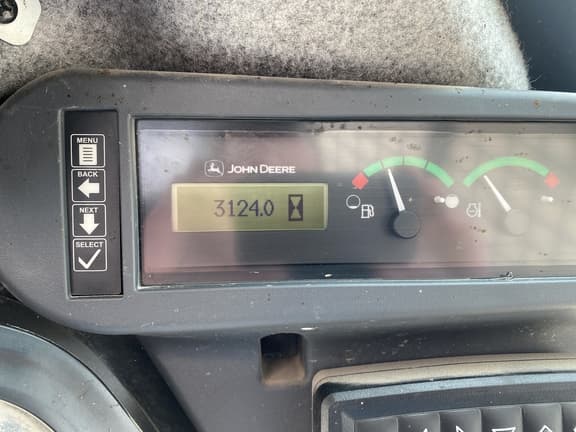 MENU
BACK
NEXT
SELECT
JOHN DEERE
3124.0